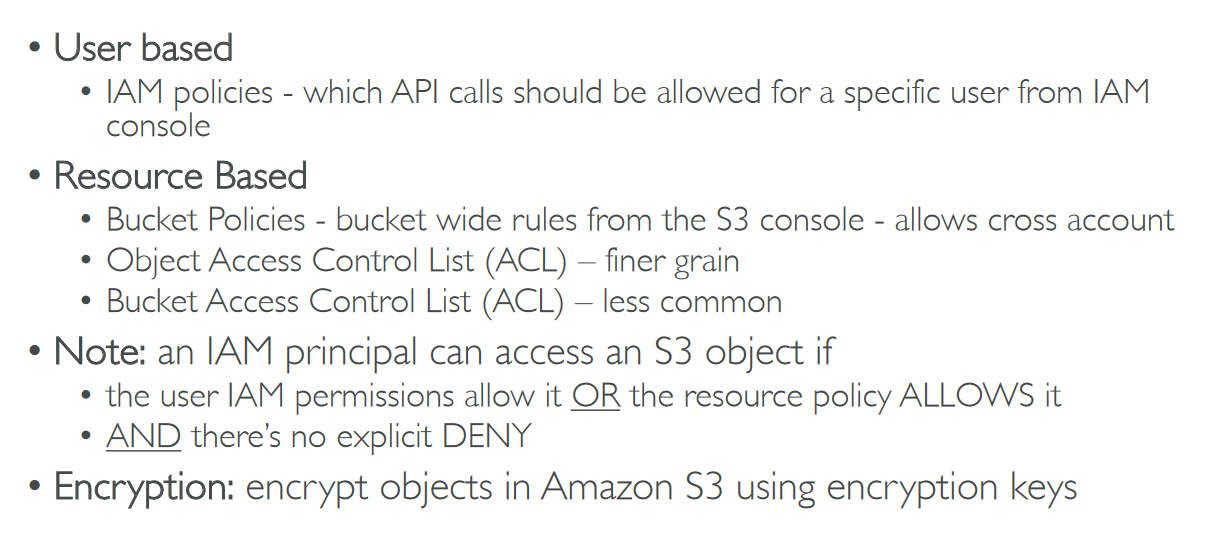 • User based
• IAM policies - which API calls should be allowed for a specific user from IAM
console
• Resource Based
• Bucket Policies - bucket wide rules from the S3 console - allows cross account
• Object Access Control List (ACL) – finer grain
• Bucket Access Control List (ACL) – less common
• Note: an IAM principal can access an S3 object if
• the user IAM permissions allow it OR the resource policy ALLOWS it
• AND there’s no explicit DENY
• Encryption: encrypt objects in Amazon S3 using encryption keys